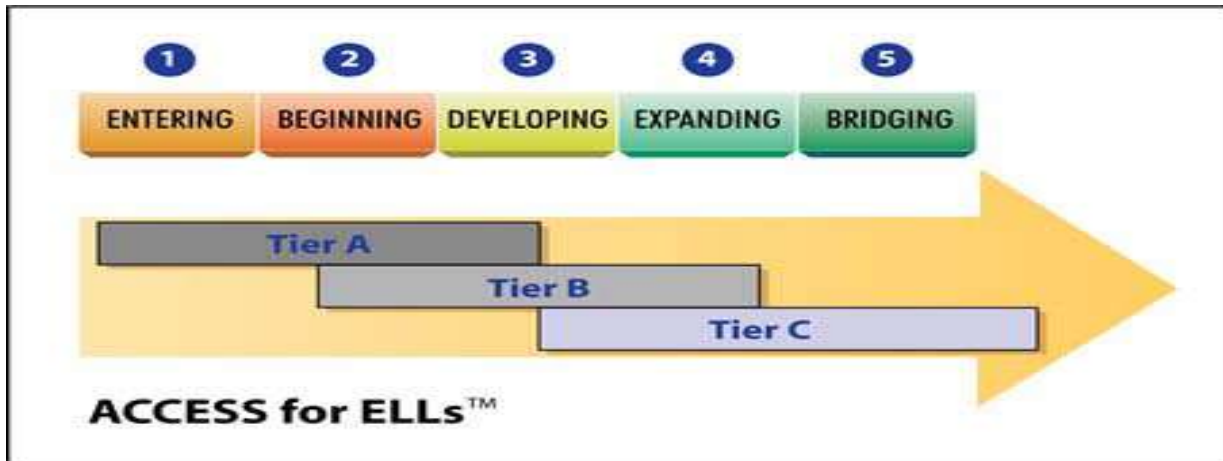 1 2 3 4 5
ENTERING BEGINNING DEVELOPING EXPANDING BRIDGING
Tier A
Tier B
Tier C
ACCESS for ELLs™